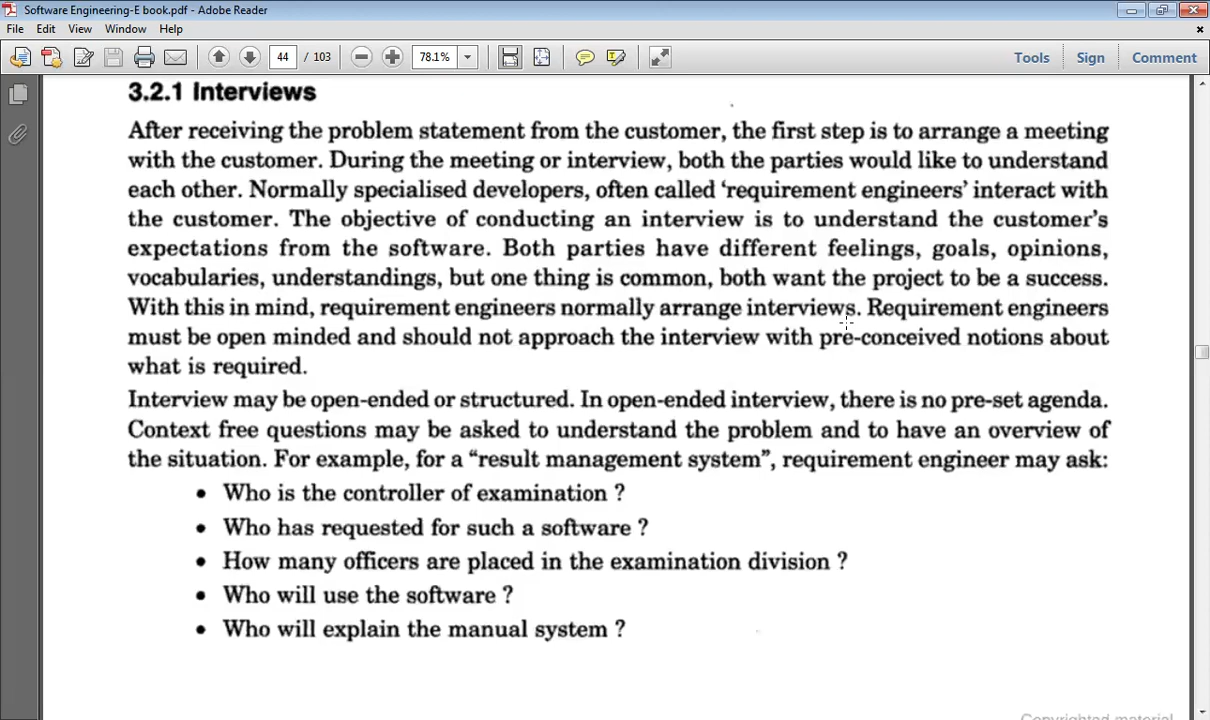 Software Engineering-E book.pdf - Adobe Reader
File Edit View Window Help
44 / 103 78.1% Tools Sign Comment
3.2.1 Interviews
After receiving the problem statement from the customer, the first step is to arrange a meeting
with the customer. During the meeting or interview, both the parties would like to understand
each other. Normally specialised developers, often called ‘requirement engineers’ interact with
the customer. The objective of conducting an interview is to understand the customer’s
expectations from the software. Both parties have different feelings, goals, opinions,
vocabularies, understandings, but one thing is common, both want the project to be a success.
With this in mind, requirement engineers normally arrange interviews. Requirement engineers
must be open minded and should not approach the interview with pre-conceived notions about
what is required.
Interview may be open-ended or structured. In open-ended interview, there is no pre-set agenda.
Context free questions may be asked to understand the problem and to have an overview of
the situation. For example, for a “result management system”, requirement engineer may ask:
• Who is the controller of examination ?
• Who has requested for such a software ?
• How many officers are placed in the examination division ?
• Who will use the software ?
• Who will explain the manual system ?
Copyrighted material